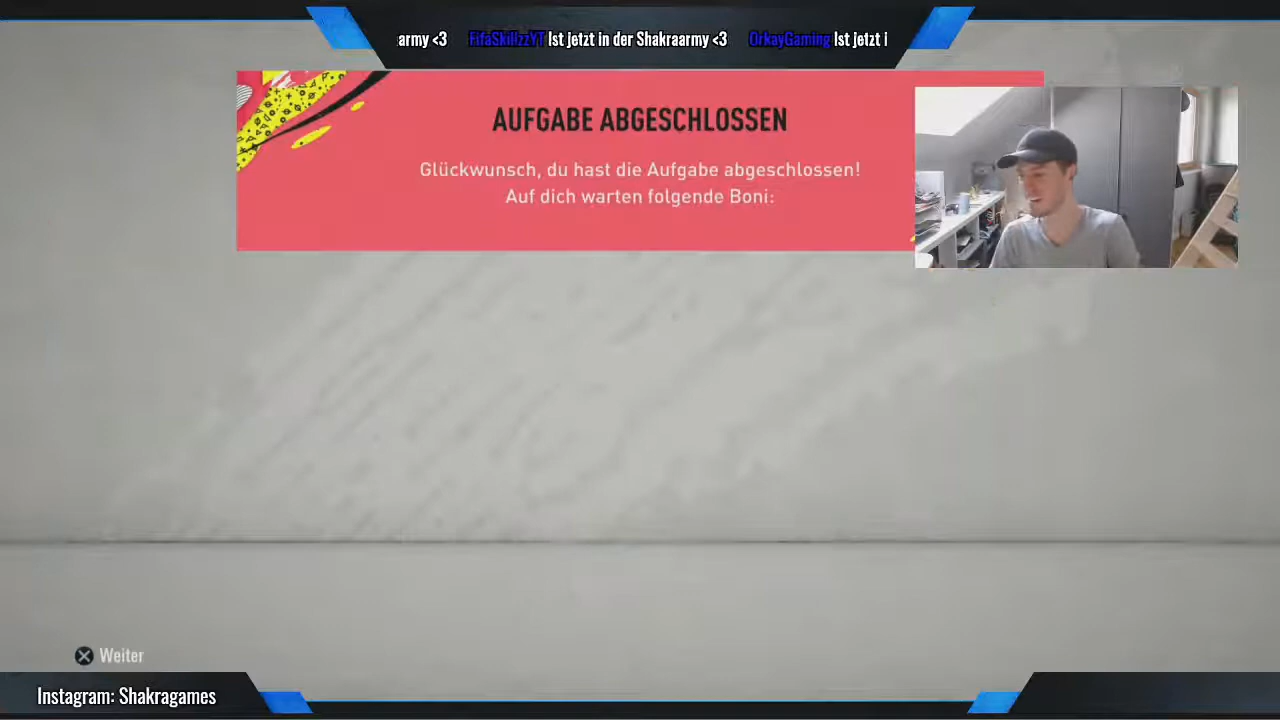 army <3 FifaSkillzzYT Ist jetzt in der Shakraarmy <3 OrkayGaming Ist jetzt i
AUFGABE ABGESCHLOSSEN
Glückwunsch, du hast die Aufgabe abgeschlossen!
Auf dich warten folgende Boni:
Weiter
Instagram: Shakragames